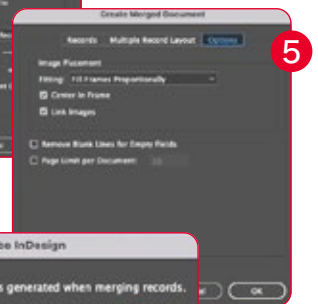 Create Merged Document
Records Multiple Record Layout Options
5
Image Placement
Fitting: Fill Frames Proportionally
Center in Frame
Link Images
Remove Blank Lines for Empty Fields
Page Limit per Document:
InDesign
generated when merging records.
OK